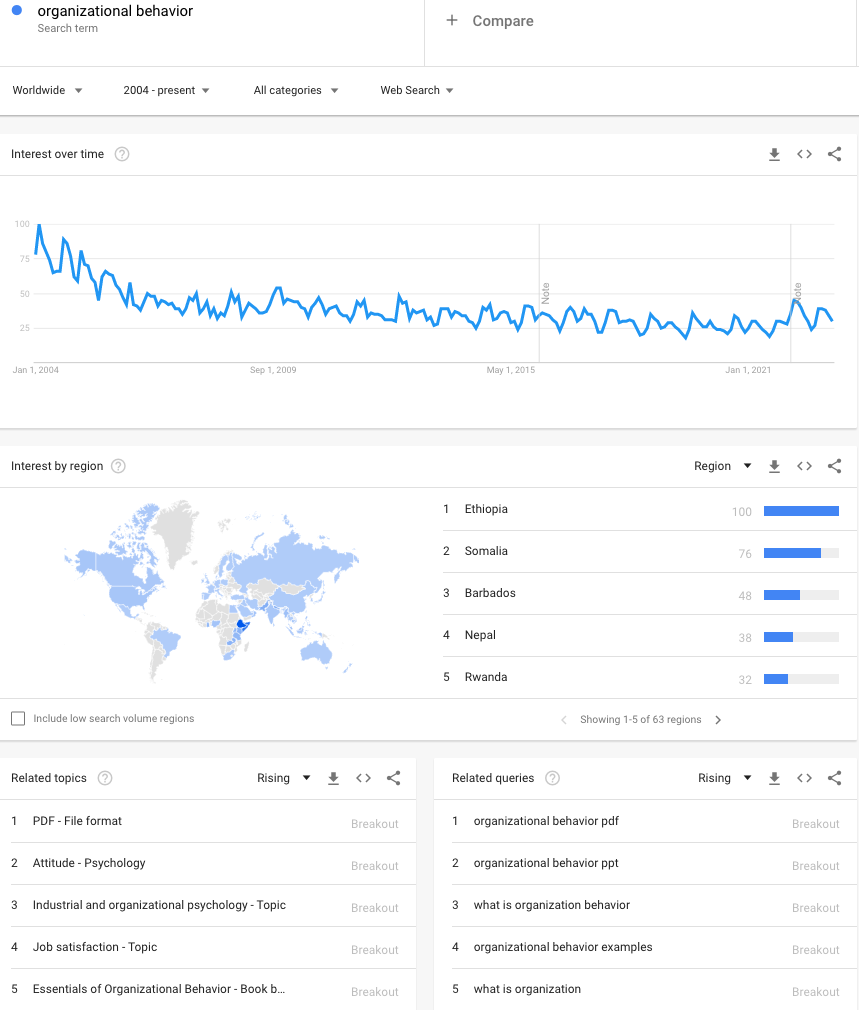 organizational behavior
Search term
+ Compare
Worldwide
2004 - present
All categories
Web Search
Interest over time
100
75
50
25
Note
Note
Jan 1, 2004
Sep 1, 2009
May 1, 2015
Jan 1, 2021
Interest by region
Region
1 Ethiopia 100
2 Somalia 76
3 Barbados 48
4 Nepal 38
5 Rwanda 32
Include low search volume regions
Showing 1-5 of 63 regions
Related topics
Rising
1 PDF - File format Breakout
2 Attitude - Psychology Breakout
3 Industrial and organizational psychology - Topic Breakout
4 Job satisfaction - Topic Breakout
5 Essentials of Organizational Behavior - Book b... Breakout
Related queries
Rising
1 organizational behavior pdf Breakout
2 organizational behavior ppt Breakout
3 what is organization behavior Breakout
4 organizational behavior examples Breakout
5 what is organization Breakout